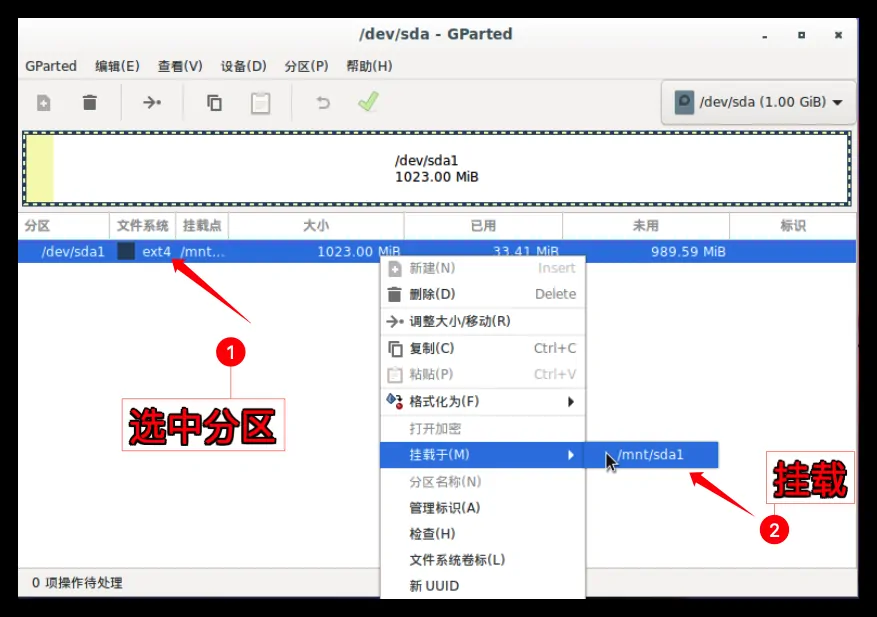 /dev/sda - GParted
GParted 编辑(E) 查看(V) 设备(D) 分区(P) 帮助(H)
/dev/sda (1.00 GiB)
/dev/sda1
1023.00 MiB
分区 文件系统 挂载点 大小 已用 未用 标识
/dev/sda1 ext4 /mnt... 1023.00 MiB 33.41 MiB 989.59 MiB
新建(N) Insert
删除(D) Delete
调整大小/移动(R)
复制(C) Ctrl+C
粘贴(P) Ctrl+V
格式化为(F)
打开加密
挂载于(M) /mnt/sda1
分区名称(N)
管理标识(A)
检查(H)
文件系统卷标(L)
新 UUID
1
选中分区
挂载
2
0 项操作待处理